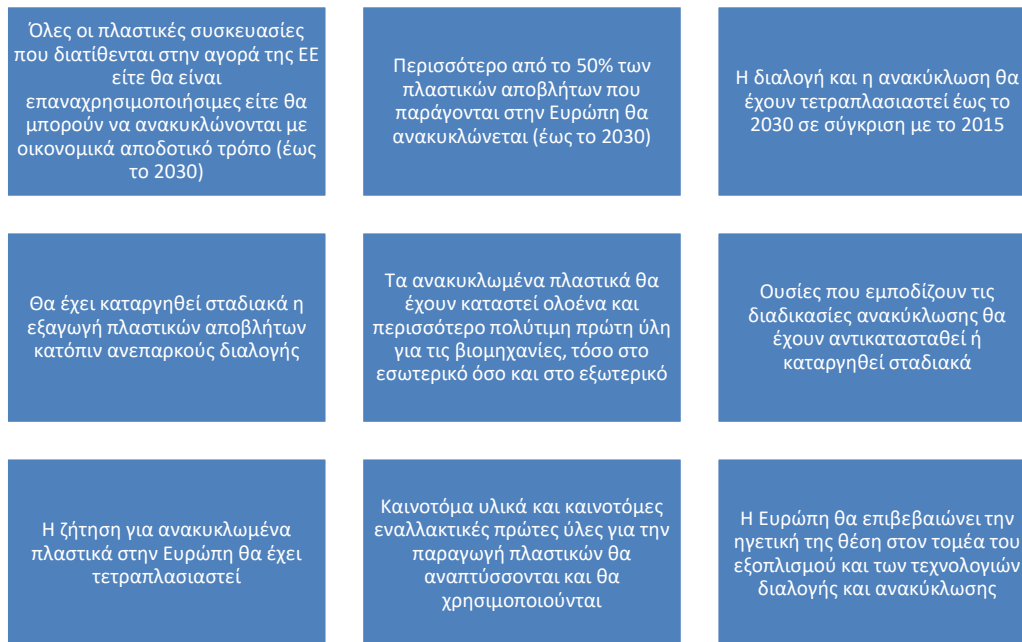 Όλες οι πλαστικές συσκευασίες
που διατίθενται στην αγορά της ΕΕ
είτε θα είναι
επαναχρησιμοποιήσιμες είτε θα
μπορούν να ανακυκλώνονται με
οικονομικά αποδοτικό τρόπο (έως
το 2030)
Περισσότερο από το 50% των
πλαστικών αποβλήτων που
παράγονται στην Ευρώπη θα
ανακυκλώνεται (έως το 2030)
Η διαλογή και η ανακύκλωση θα
έχουν τετραπλασιαστεί έως το
2030 σε σύγκριση με το 2015
Θα έχει καταργηθεί σταδιακά η
εξαγωγή πλαστικών αποβλήτων
κατόπιν ανεπαρκούς διαλογής
Τα ανακυκλωμένα πλαστικά θα
έχουν καταστεί ολοένα και
περισσότερο πολύτιμη πρώτη ύλη
για τις βιομηχανίες, τόσο στο
εσωτερικό όσο και στο εξωτερικό
Ουσίες που εμποδίζουν τις
διαδικασίες ανακύκλωσης θα
έχουν αντικατασταθεί ή
καταργηθεί σταδιακά
Η ζήτηση για ανακυκλωμένα
πλαστικά στην Ευρώπη θα έχει
τετραπλασιαστεί
Καινοτόμα υλικά και καινοτόμες
εναλλακτικές πρώτες ύλες για την
παραγωγή πλαστικών θα
αναπτύσσονται και θα
χρησιμοποιούνται
Η Ευρώπη θα επιβεβαιώνει την
ηγετική της θέση στον τομέα του
εξοπλισμού και των τεχνολογιών
διαλογής και ανακύκλωσης